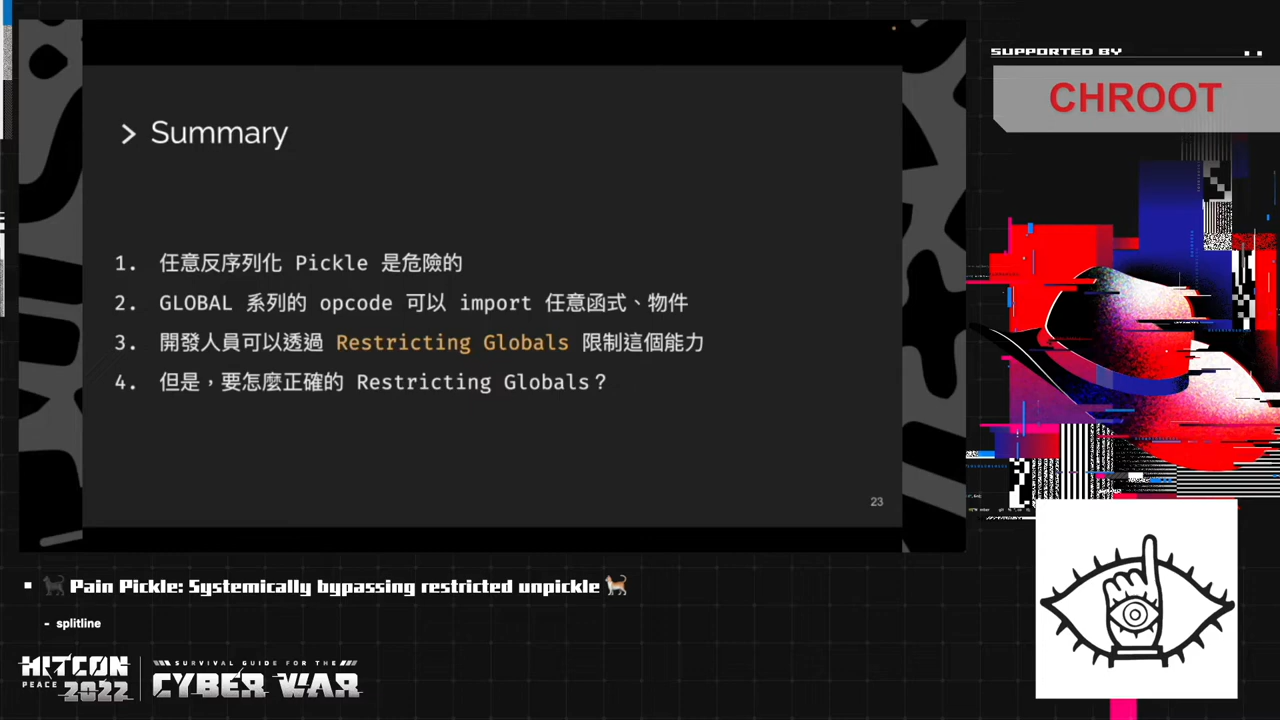 > Summary
1. 任意反序列化 Pickle 是危險的
2. GLOBAL 系列的 opcode 可以 import 任意函式、物件
3. 開發人員可以透過 Restricting Globals 限制這個能力
4. 但是，要怎麼正確的 Restricting Globals？
23
SUPPORTED BY
CHROOT
Pain Pickle: Systemically bypassing restricted unpickle
- splitline
HITCON
PEACE 2022
SURVIVAL GUIDE FOR THE
CYBER WAR